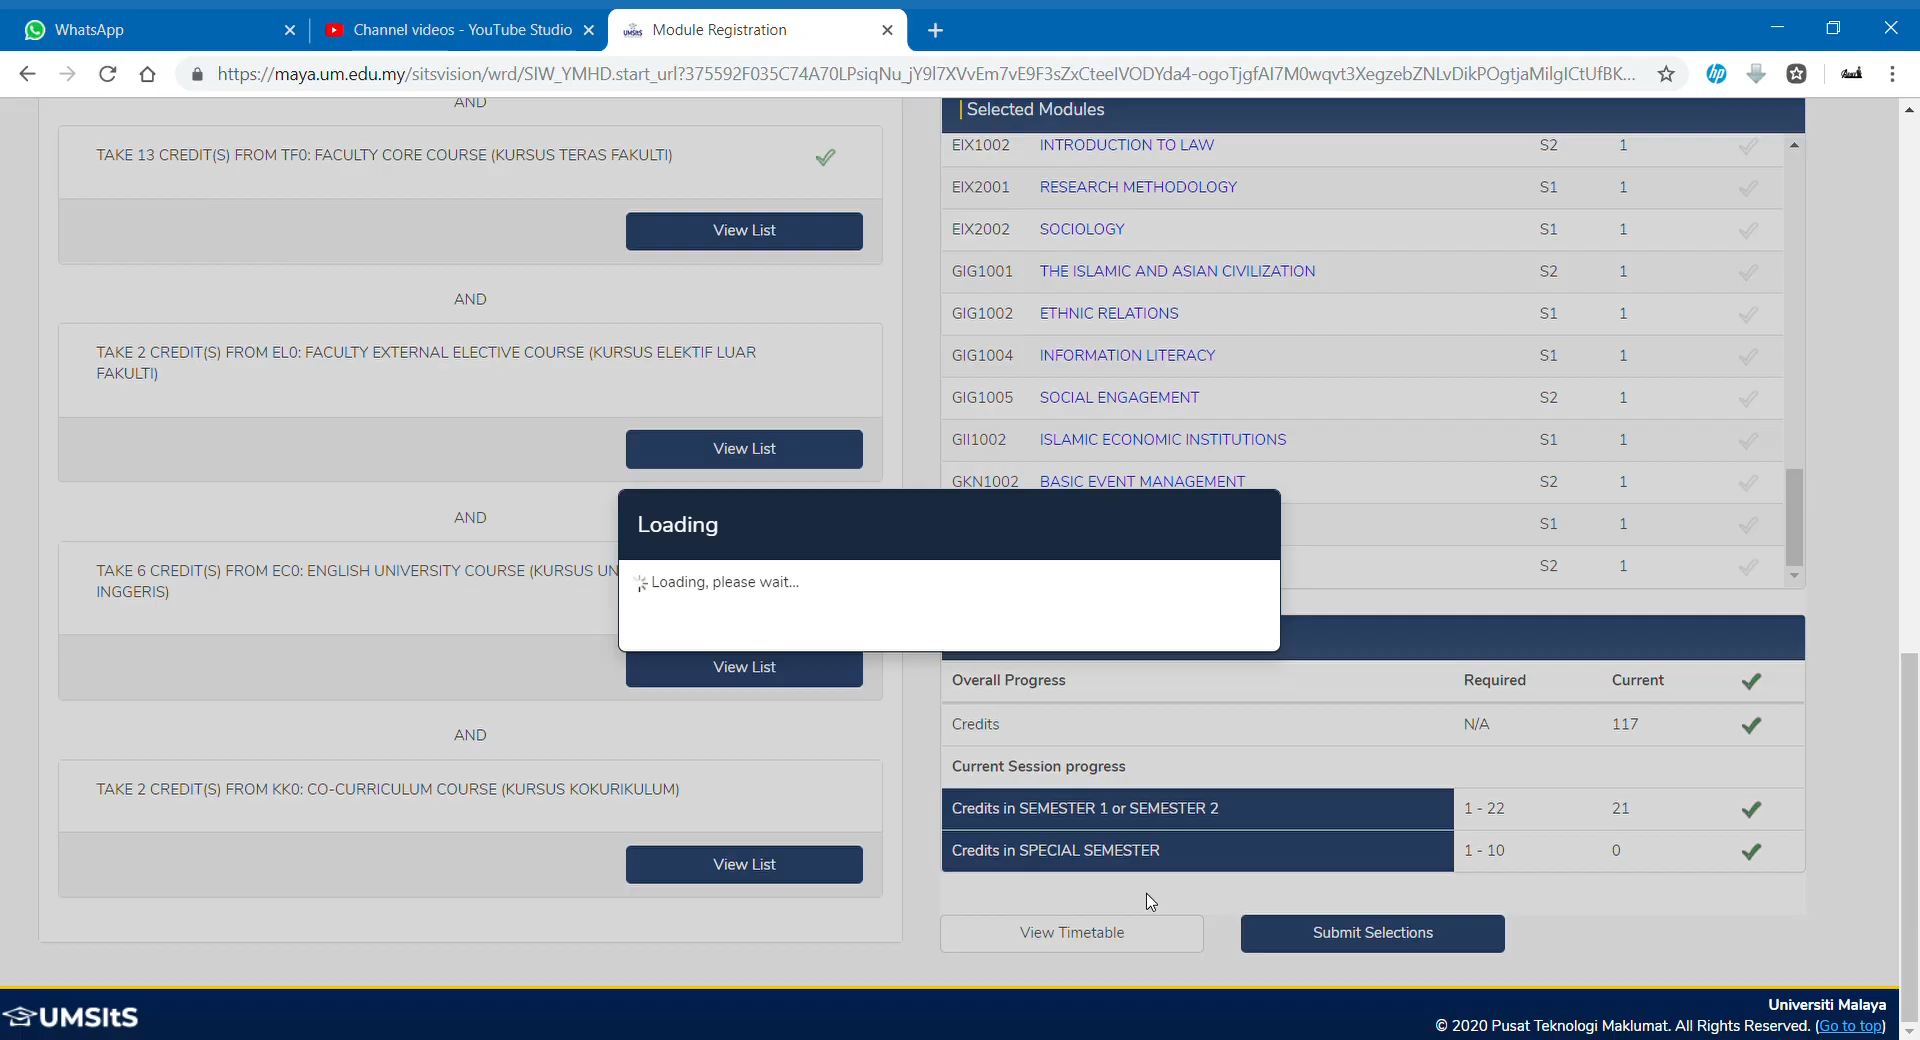 WhatsApp
Channel videos - YouTube Studio
UMSitS
Module Registration
https://maya.um.edu.my/sitsvision/wrd/SIW_YMHD.start_url?375592F035C74A70LPsiqNu_jY9l7XVvEm7vE9F3sZxCteeIVODYda4-ogoTjgfAI7M0wqvt3XegzebZNLvDikPOgtjaMilgICtUfBK...
hp
AND
TAKE 13 CREDIT(S) FROM TF0: FACULTY CORE COURSE (KURSUS TERAS FAKULTI)
View List
AND
TAKE 2 CREDIT(S) FROM EL0: FACULTY EXTERNAL ELECTIVE COURSE (KURSUS ELEKTIF LUAR
FAKULTI)
View List
AND
TAKE 6 CREDIT(S) FROM EC0: ENGLISH UNIVERSITY COURSE (KURSUS UN
INGGERIS)
View List
AND
TAKE 2 CREDIT(S) FROM KK0: CO-CURRICULUM COURSE (KURSUS KOKURIKULUM)
View List
Selected Modules
EIX1002 INTRODUCTION TO LAW S2 1
EIX2001 RESEARCH METHODOLOGY S1 1
EIX2002 SOCIOLOGY S1 1
GIG1001 THE ISLAMIC AND ASIAN CIVILIZATION S2 1
GIG1002 ETHNIC RELATIONS S1 1
GIG1004 INFORMATION LITERACY S1 1
GIG1005 SOCIAL ENGAGEMENT S2 1
GII1002 ISLAMIC ECONOMIC INSTITUTIONS S1 1
GKN1002 BASIC EVENT MANAGEMENT S2 1
S1 1
S2 1
Loading
Loading, please wait...
Overall Progress Required Current
Credits N/A 117
Current Session progress
Credits in SEMESTER 1 or SEMESTER 2 1 - 22 21
Credits in SPECIAL SEMESTER 1 - 10 0
View Timetable
Submit Selections
UMSItS
Universiti Malaya
© 2020 Pusat Teknologi Maklumat. All Rights Reserved. (Go to top)